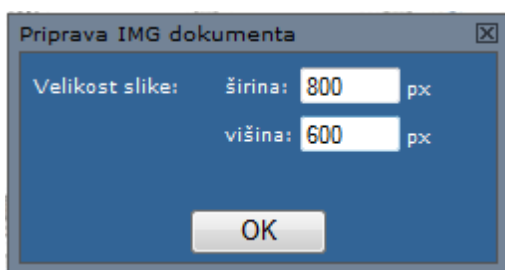 Priprava IMG dokumenta
Velikost slike: širina: 800 px
višina: 600 px
OK